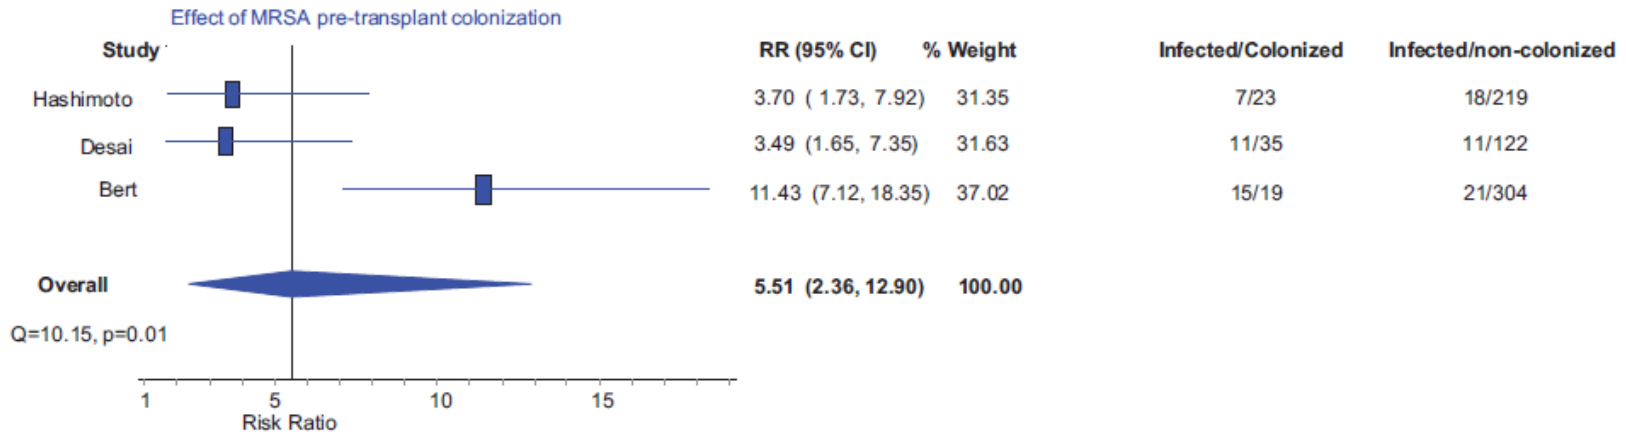 Effect of MRSA pre-transplant colonization
Study RR (95% CI) % Weight Infected/Colonized Infected/non-colonized
Hashimoto 3.70 ( 1.73, 7.92) 31.35 7/23 18/219
Desai 3.49 (1.65, 7.35) 31.63 11/35 11/122
Bert 11.43 (7.12, 18.35) 37.02 15/19 21/304
Overall 5.51 (2.36, 12.90) 100.00
Q=10.15, p=0.01
1 5 10 15
Risk Ratio